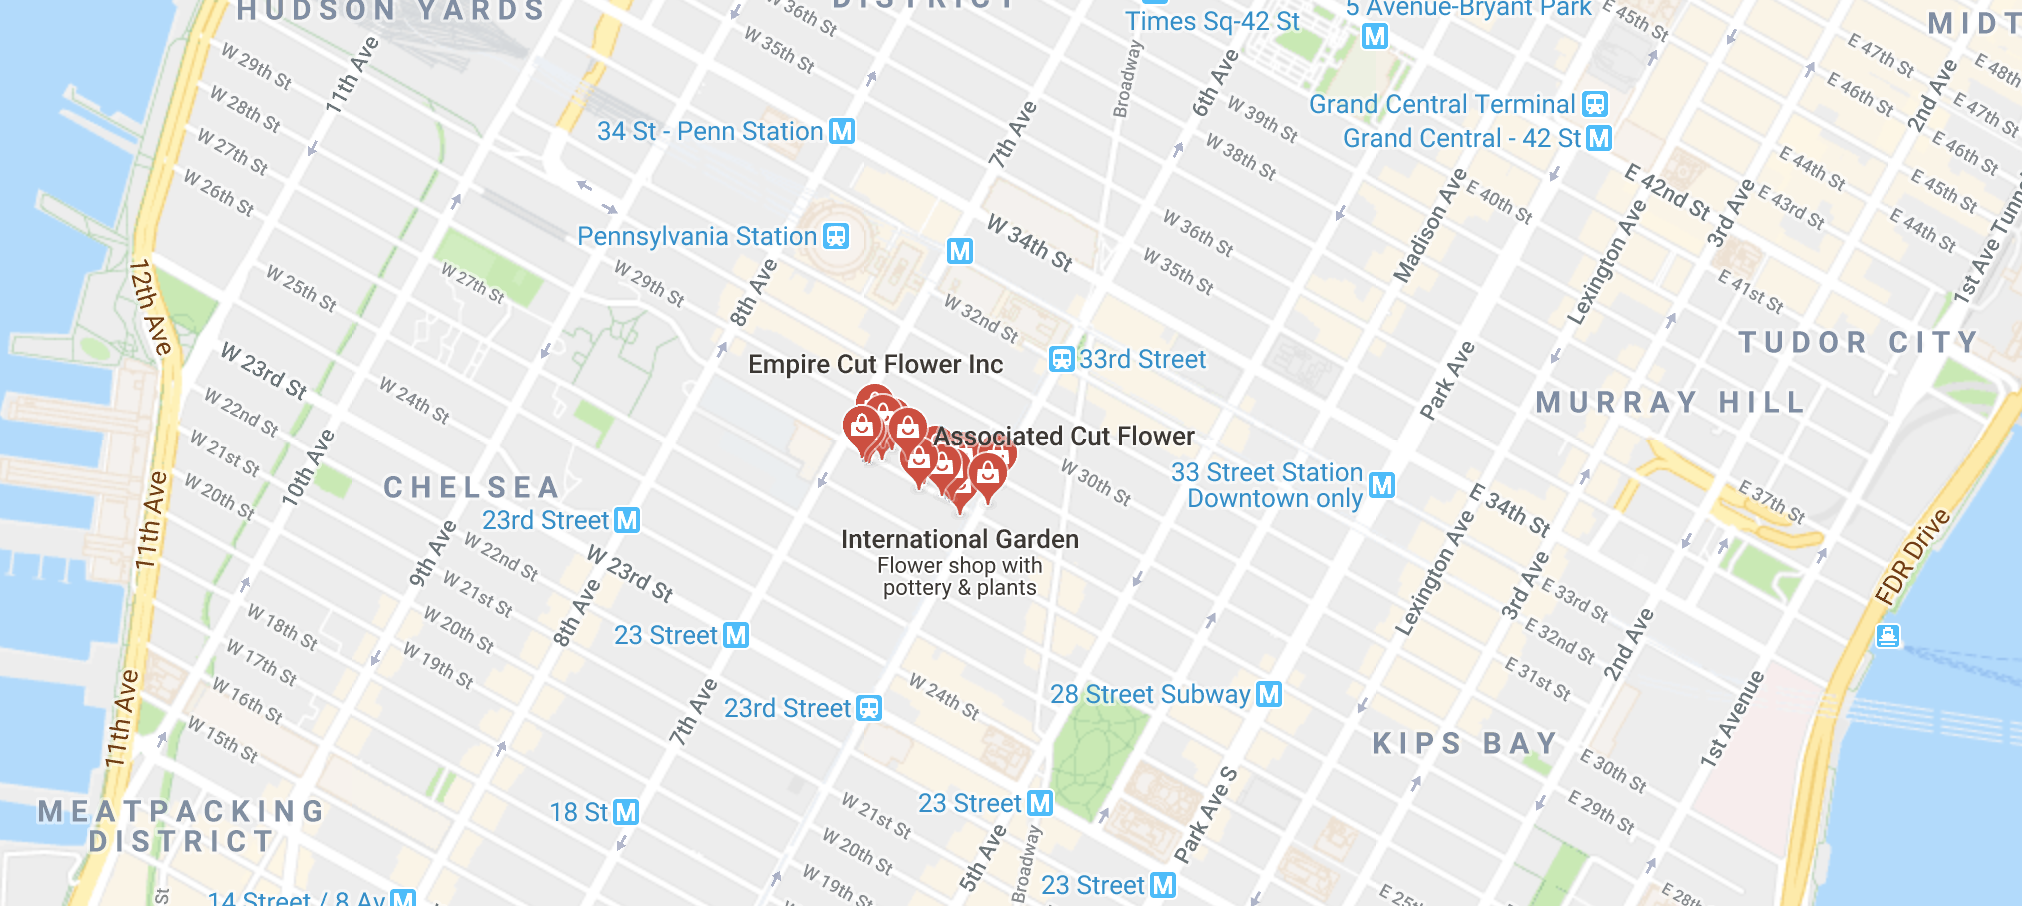 HUDSON YARDS
DISTRICT
W 36th St
W 35th St
Times Sq-42 St
5 Avenue-Bryant Park
E 45th St
MIDT
W 29th St
11th Ave
Broadway
6th Ave
E 47th St
2nd Ave
E 48th
W 28th St
34 St - Penn Station
7th Ave
W 39th St
Grand Central Terminal
E 46th St
E 47th St
W 27th St
W 38th St
Grand Central - 42 St
E 44th St
E 46th St
W 26th St
Madison Ave
E 40th St
E 42nd St
3rd Ave
E 43rd St
E 45th St
Pennsylvania Station
W 34th St
W 36th St
Lexington Ave
E 44th St
1st Ave Tunn
12th Ave
W 25th St
W 27th St
W 29th St
8th Ave
W 32nd St
W 35th St
E 41st St
TUDOR CITY
W 23rd St
Empire Cut Flower Inc
33rd Street
Park Ave
W 22nd St
W 24th St
MURRAY HILL
W 21st St
Associated Cut Flower
W 20th St
10th Ave
CHELSEA
W 30th St
33 Street Station
Downtown only
E 34th St
E 37th St
11th Ave
23rd Street
9th Ave
W 22nd St
W 23rd St
International Garden
Flower shop with
pottery & plants
Lexington Ave
3rd Ave
FDR Drive
W 21st St
8th Ave
E 33rd St
W 18th St
W 20th St
23 Street
E 32nd St
2nd Ave
W 17th St
W 19th St
E 31st St
11th Ave
W 16th St
7th Ave
23rd Street
W 24th St
28 Street Subway
1st Avenue
W 15th St
KIPS BAY
E 30th St
MEATPACKING
DISTRICT
18 St
W 21st St
23 Street
Park Ave S
E 29th St
W 20th St
5th Ave
Broadway
W 19th St
23 Street
E 25th
E 28th
St
14 Street / 8 Av